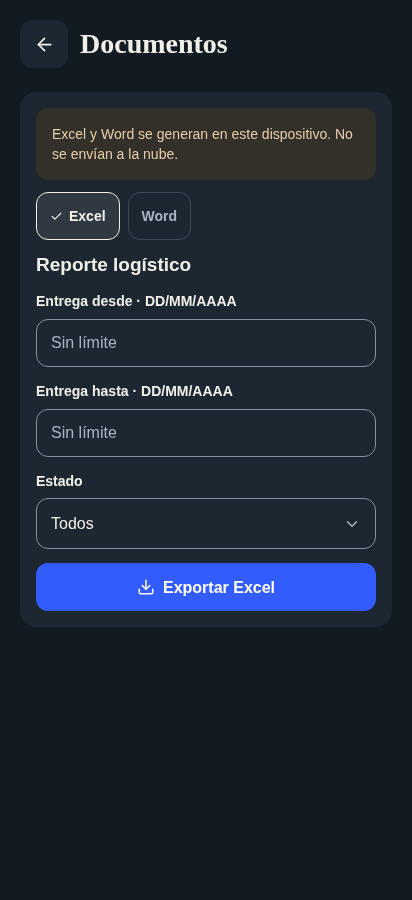 Documentos
Excel y Word se generan en este dispositivo. No
se envían a la nube.
Excel
Word
Reporte logístico
Entrega desde · DD/MM/AAAA
Sin límite
Entrega hasta · DD/MM/AAAA
Sin límite
Estado
Todos
Exportar Excel